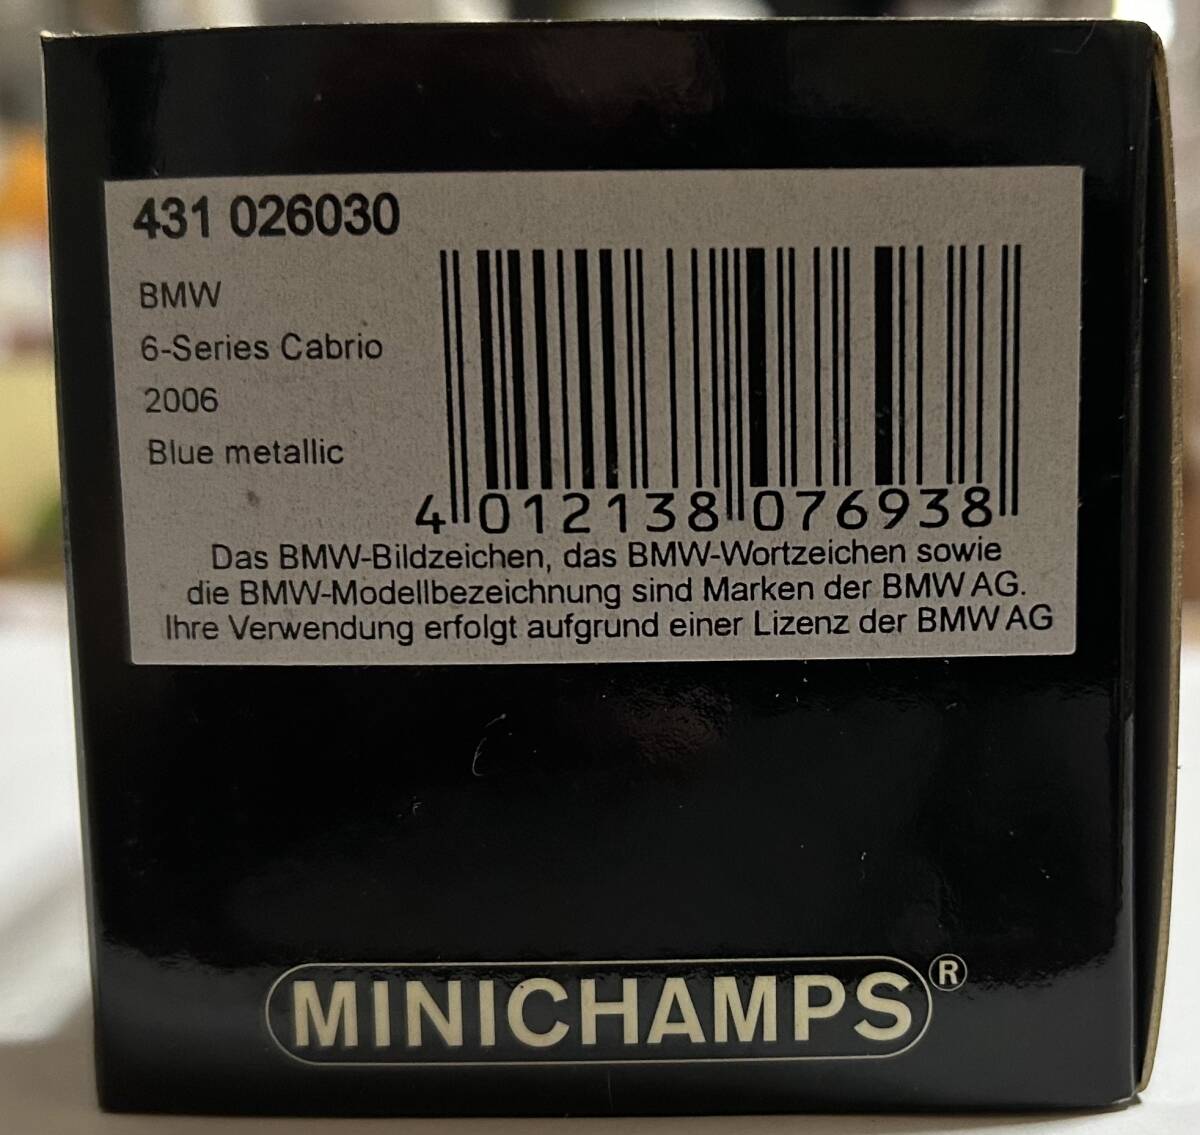 431 026030
BMW
6-Series Cabrio
2006
Blue metallic
4 012138 076938
Das BMW-Bildzeichen, das BMW-Wortzeichen sowie
die BMW-Modellbezeichnung sind Marken der BMW AG.
Ihre Verwendung erfolgt aufgrund einer Lizenz der BMW AG
MINICHAMPS®